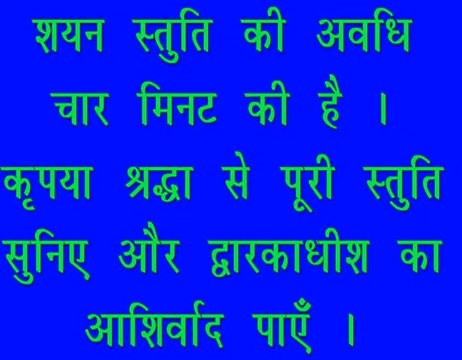 शयन स्तुति की अवधि
चार मिनट की है ।
कृपया श्रद्धा से पूरी स्तुति
सुनिए और द्वारकाधीश का
आशिर्वाद पाएँ ।